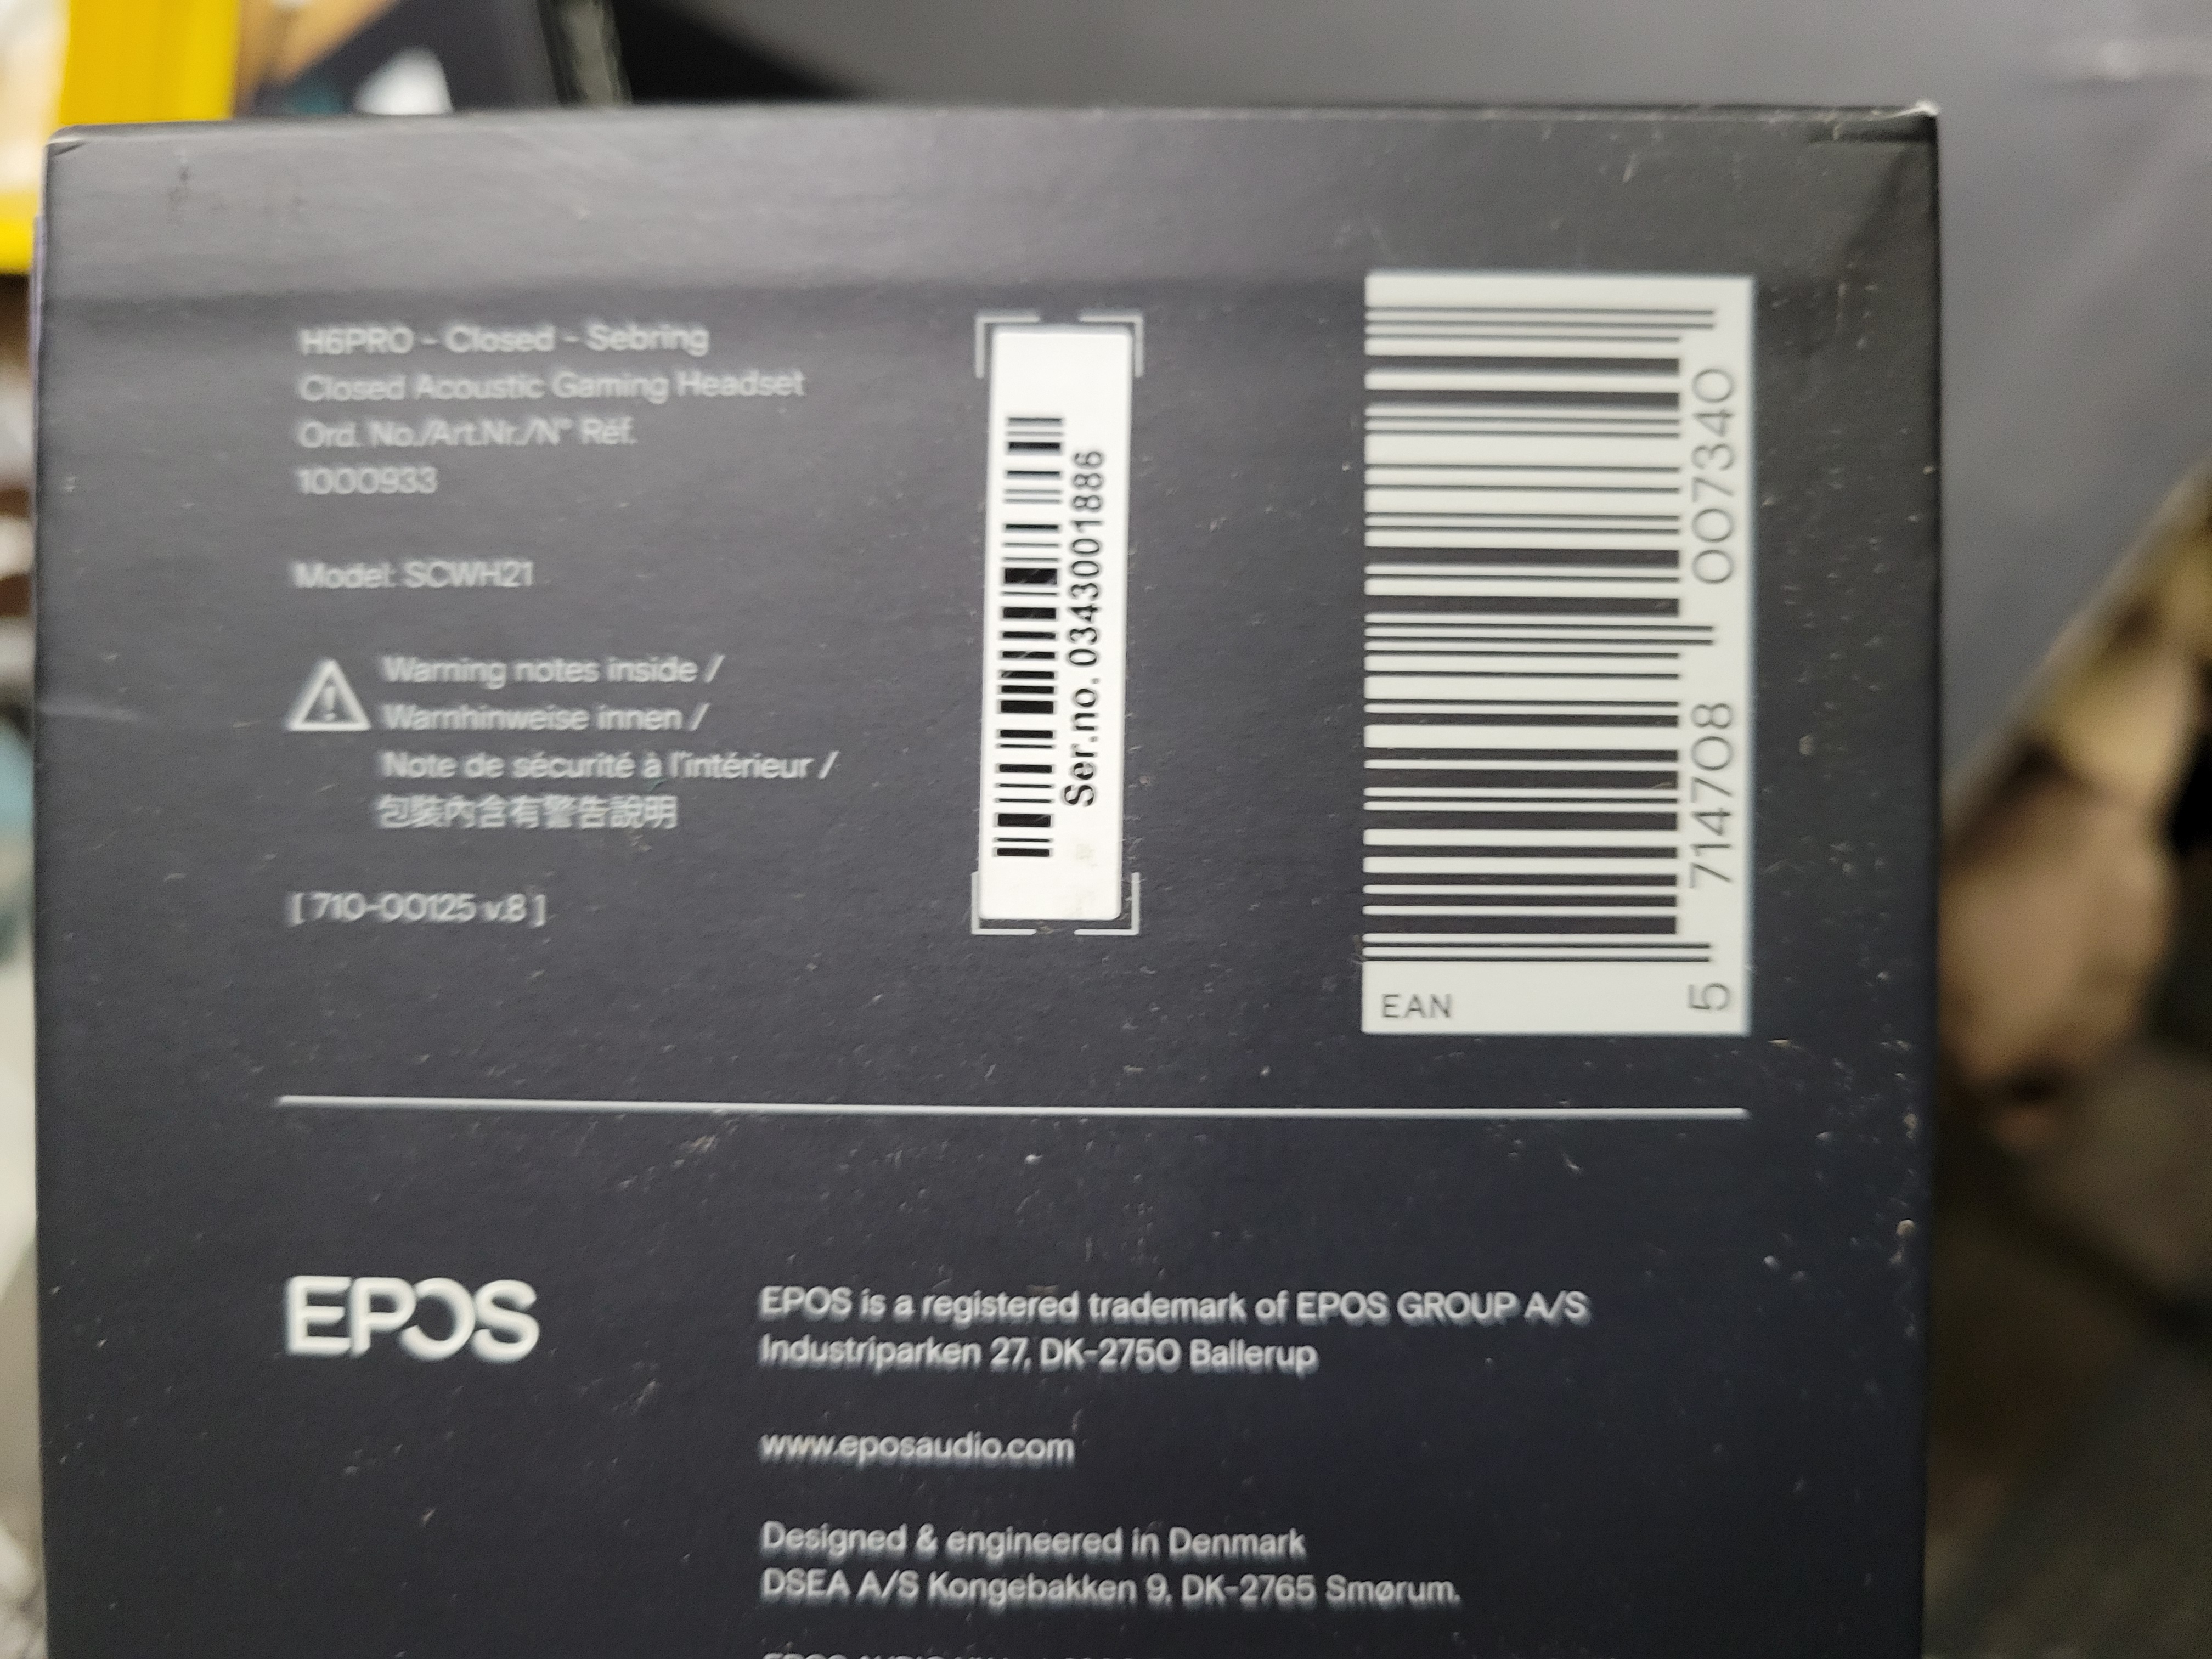 H6PRO - Closed - Sebring
Closed Acoustic Gaming Headset
Ord. No./Art.Nr./N° Réf.
1000933
Model: SCWH21
Warning notes inside /
Warnhinweise innen /
Note de sécurité à l'intérieur /
包裝內含有警告說明
[ 710-00125 v.8 ]
Ser.no. 0343001886
EAN
5 714708 007340
EPOS
EPOS is a registered trademark of EPOS GROUP A/S
Industriparken 27, DK-2750 Ballerup
www.eposaudio.com
Designed & engineered in Denmark
DSEA A/S Kongebakken 9, DK-2765 Smørum.